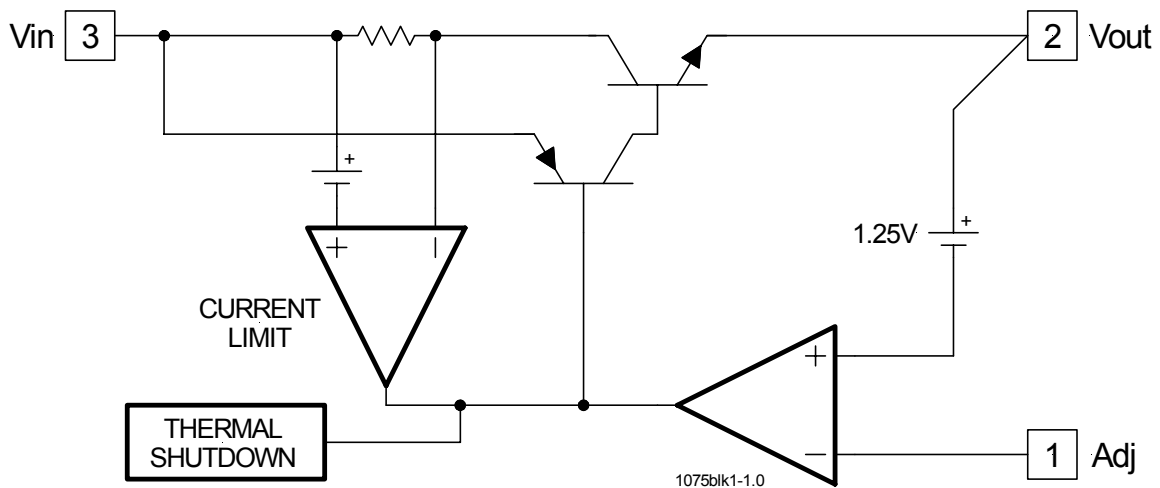 Vin 3
2 Vout
+
+
1.25V
+ −
CURRENT
LIMIT
+
THERMAL
SHUTDOWN
−
1 Adj
1075blk1-1.0